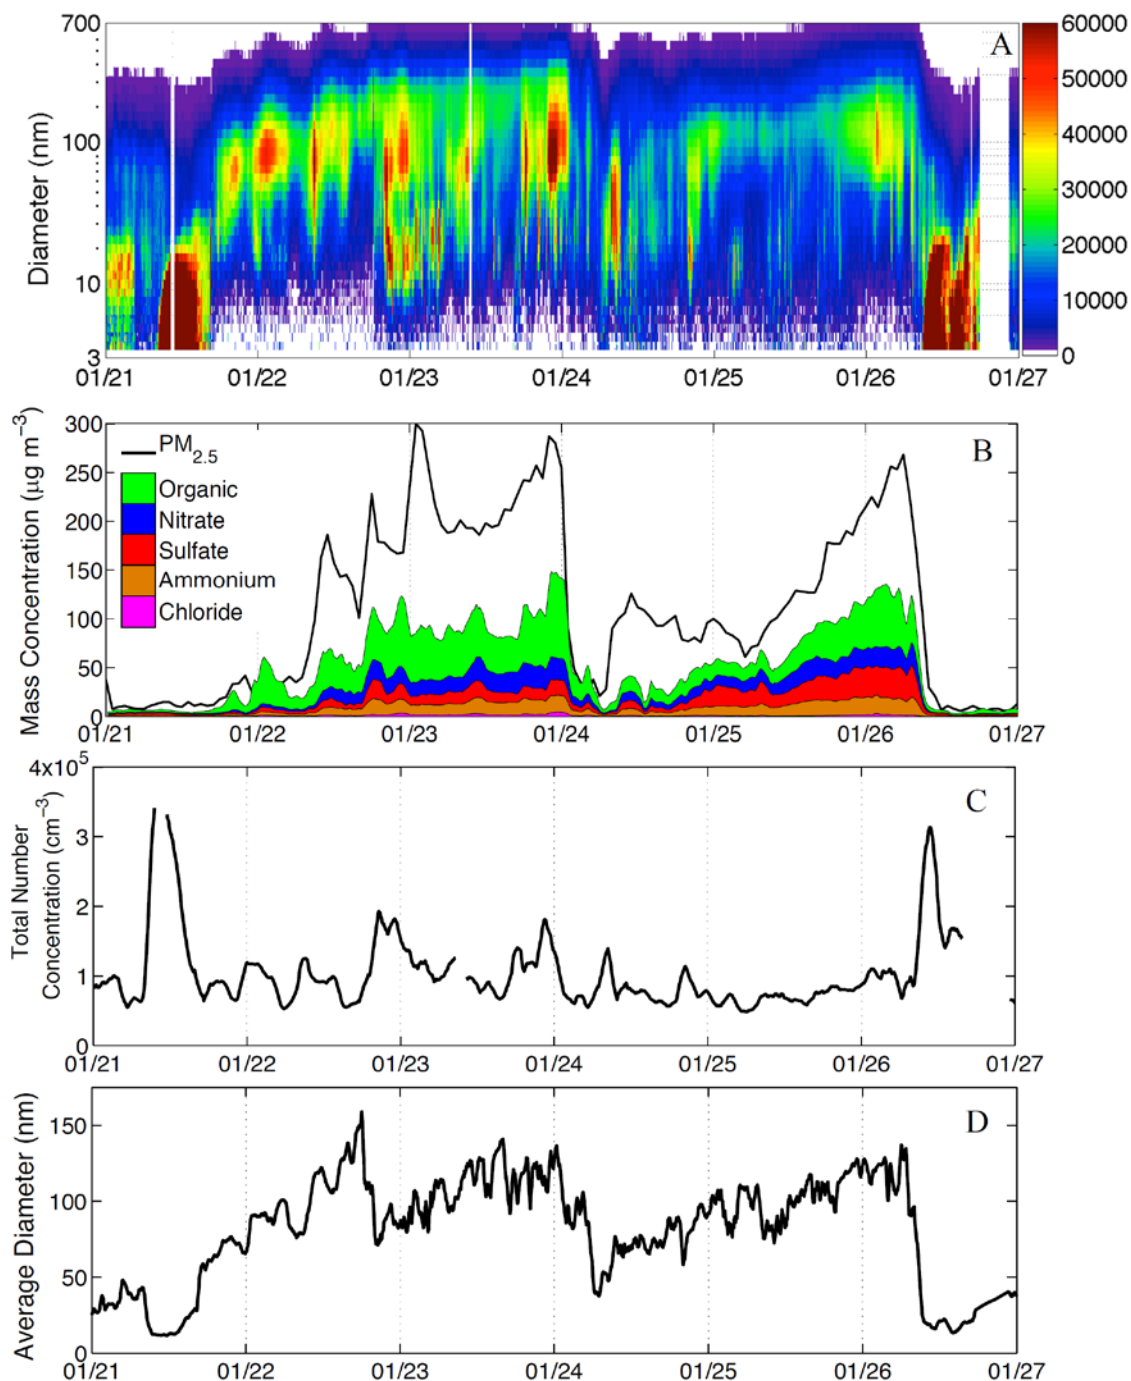 A
Diameter (nm)
700
100
10
3
01/21 01/22 01/23 01/24 01/25 01/26 01/27
60000
50000
40000
30000
20000
10000
0
B
Mass Concentration (μg m⁻³)
300
250
200
150
100
50
0
PM2.5
Organic
Nitrate
Sulfate
Ammonium
Chloride
01/21 01/22 01/23 01/24 01/25 01/26 01/27
C
Total Number
Concentration (cm⁻³)
4x10⁵
3
2
1
0
01/21 01/22 01/23 01/24 01/25 01/26 01/27
D
Average Diameter (nm)
150
100
50
0
01/21 01/22 01/23 01/24 01/25 01/26 01/27